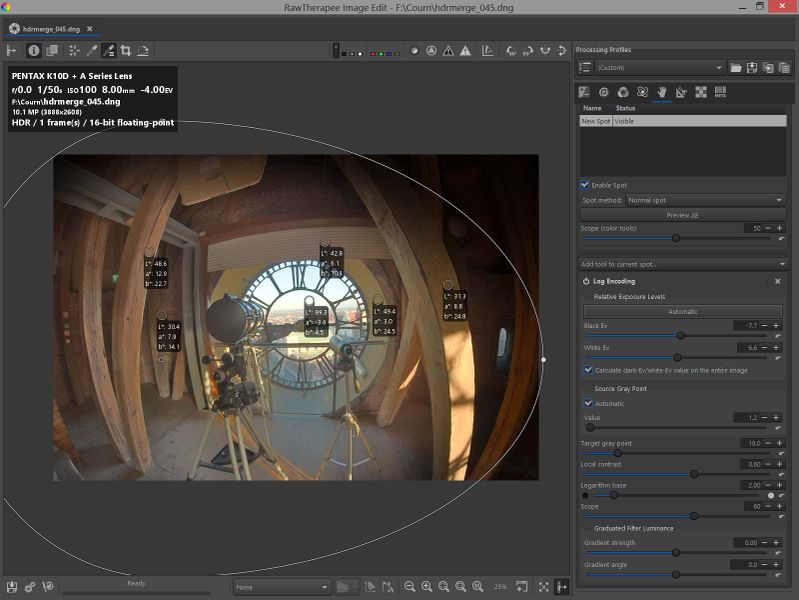 RawTherapee Image Edit - F:\Courn\hdrmerge_045.dng
hdrmerge_045.dng
PENTAX K10D + A Series Lens
f/0.0 1/50s ISO100 8.00mm -4.00EV
F:\Courn\hdrmerge_045.dng
10.1 MP (3888x2608)
HDR / 1 frame(s) / 16-bit floating-point
L*: 48.6
a*: 12.9
b*: 22.7
L*: 42.8
a*: 6.1
b*: 10.8
L*: 30.4
a*: 7.9
b*: 14.1
L*: 99.3
a*: -3.6
b*: 4.5
L*: 49.4
a*: 3.0
b*: 24.5
L*: 31.3
a*: 8.8
b*: 24.8
Processing Profiles
(Custom)
META
Name Status
New Spot Visible
Enable Spot
Spot method: Normal spot
Preview ΔE
Scope (color tools) 50
Add tool to current spot...
Log Encoding
Relative Exposure Levels
Automatic
Black Ev -7.7
White Ev 6.6
Calculate dark-Ev/white-Ev value on the entire image
Source Gray Point
Automatic
Value 1.2
Target gray point 18.0
Local contrast 0.60
Logarithm base 2.00
Scope 60
Graduated Filter Luminance
Gradient strength 0.00
Gradient angle 0.0
Ready
None
25%